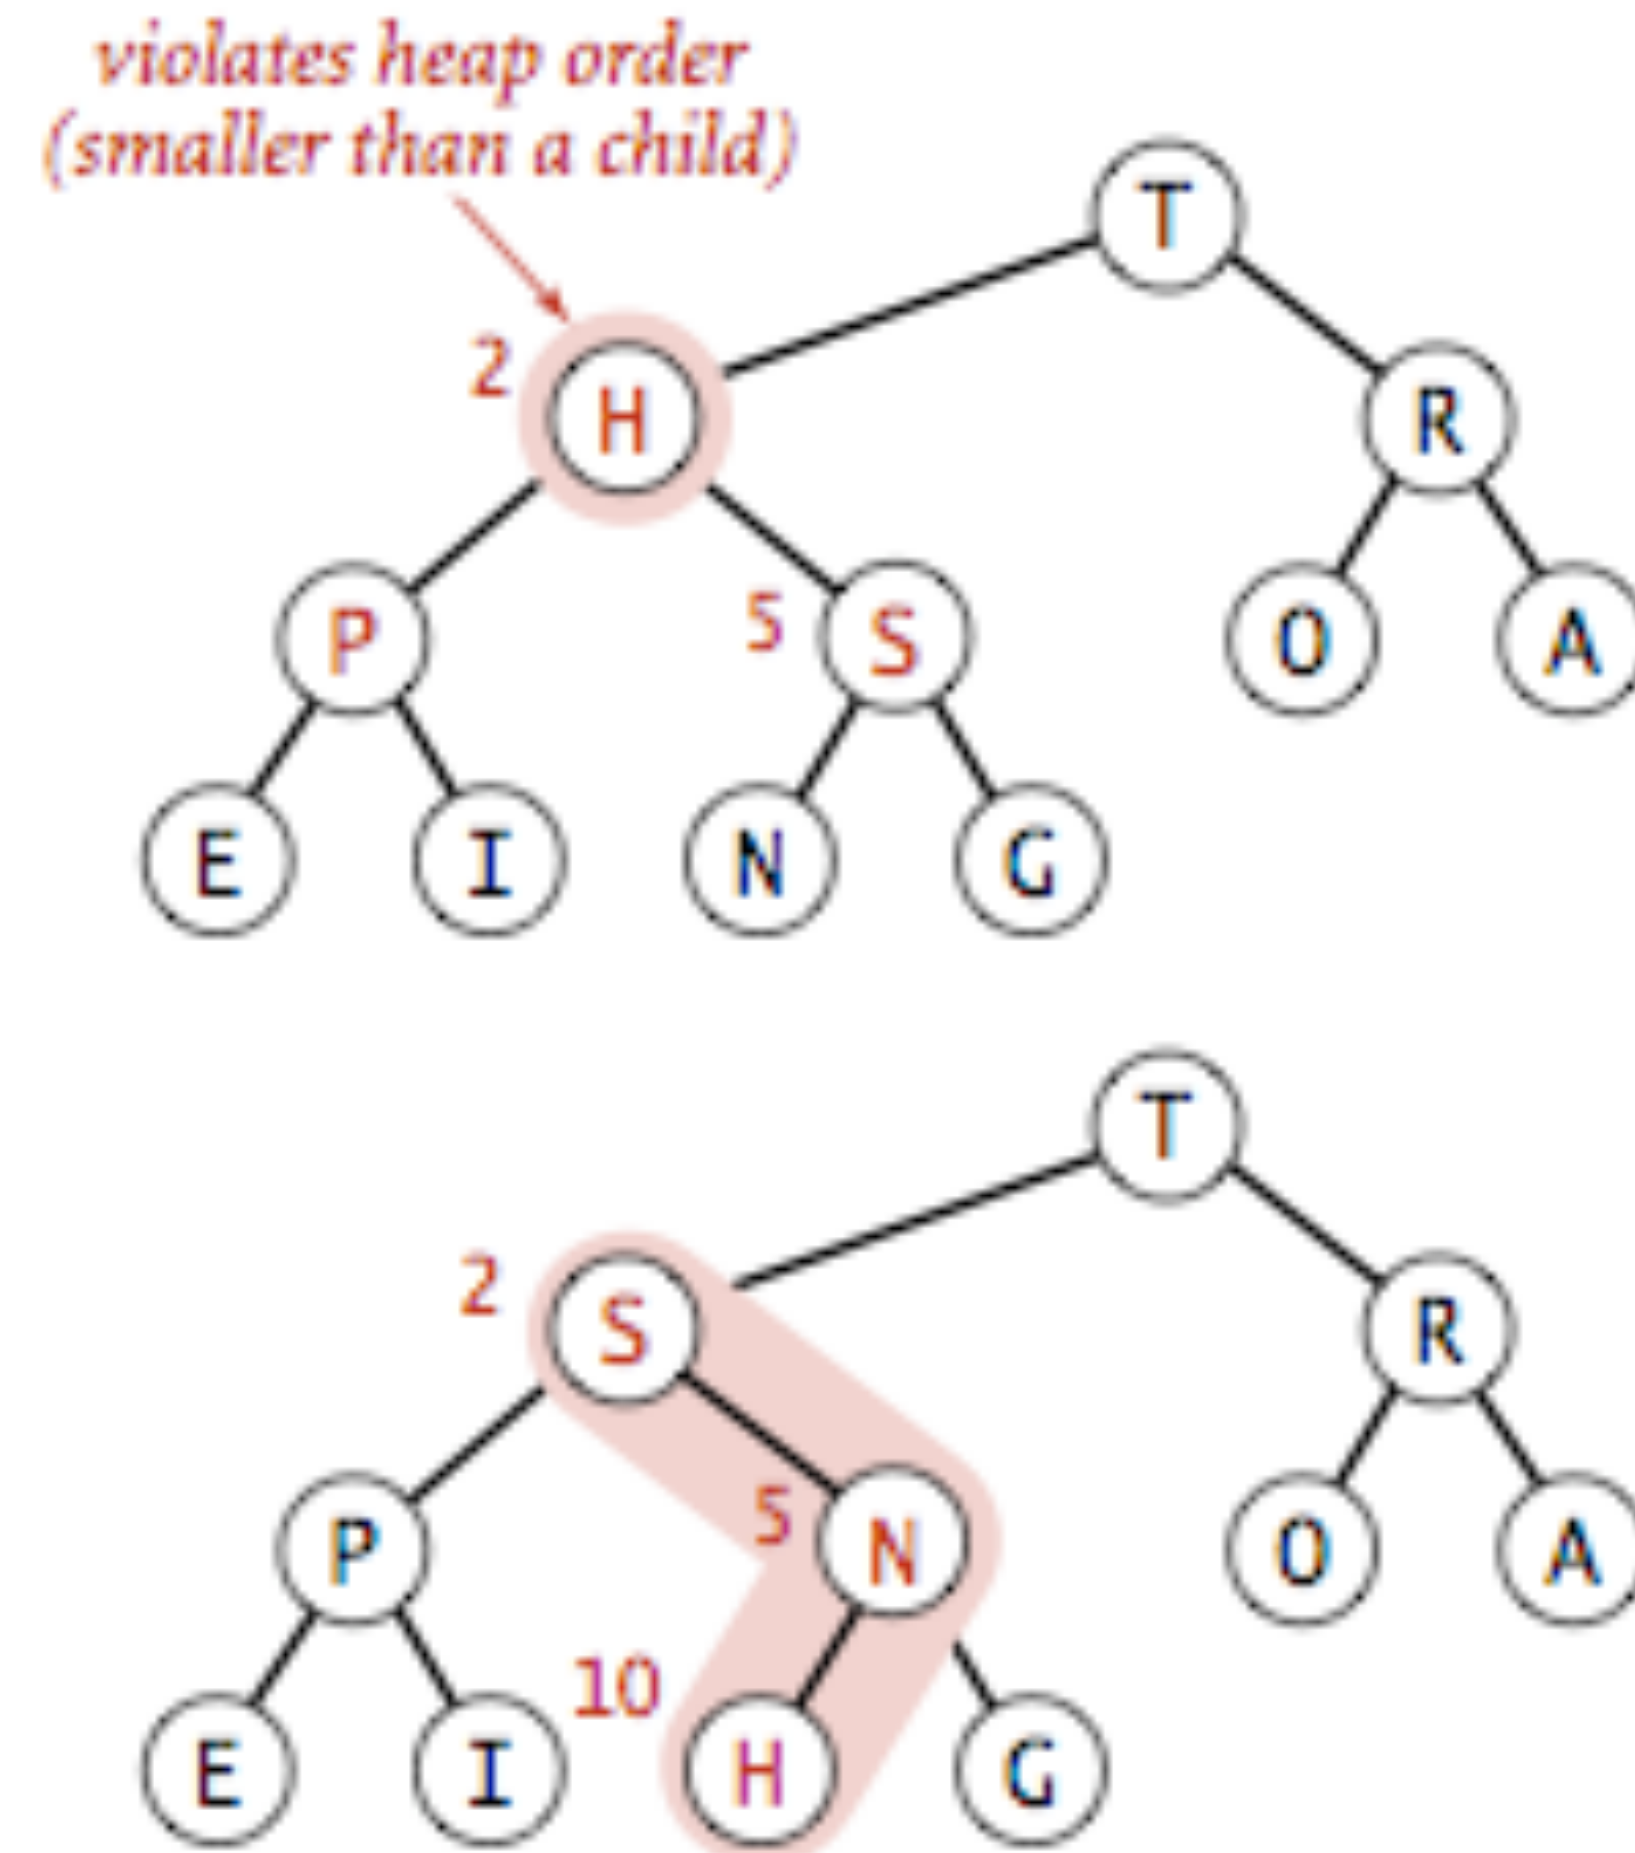 violates heap order
(smaller than a child)
T
2 H R
P 5 S O A
E I N G
T
2 S R
P 5 N O A
10
E I H G